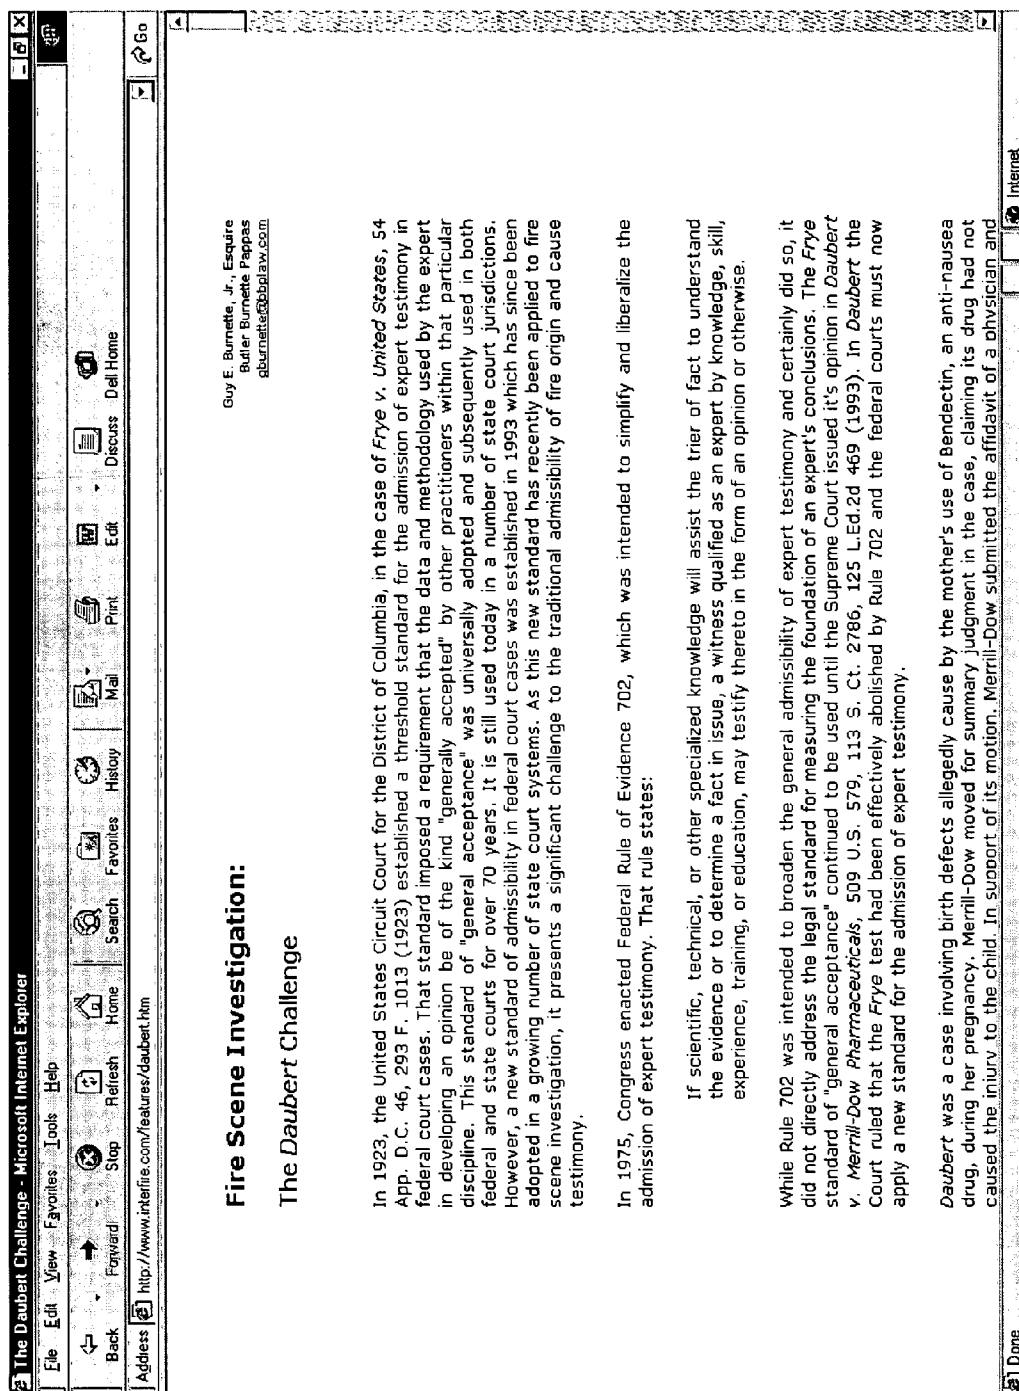 The Daubert Challenge - Microsoft Internet Explorer
File Edit View Favorites Tools Help
Back Forward Stop Refresh Home Search Favorites History Mail Print Edit Discuss Dell Home
Address http://www.interfire.com/features/daubert.htm Go
Guy E. Burnette, Jr., Esquire
Butler Burnette Pappas
gburnette@bbplaw.com
Fire Scene Investigation:
The Daubert Challenge
In 1923, the United States Circuit Court for the District of Columbia, in the case of Frye v. United States, 54
App. D.C. 46, 293 F. 1013 (1923) established a threshold standard for the admission of expert testimony in
federal court cases. That standard imposed a requirement that the data and methodology used by the expert
in developing an opinion be of the kind "generally accepted" by other practitioners within that particular
discipline. This standard of "general acceptance" was universally adopted and subsequently used in both
federal and state courts for over 70 years. It is still used today in a number of state court jurisdictions.
However, a new standard of admissibility in federal court cases was established in 1993 which has since been
adopted in a growing number of state court systems. As this new standard has recently been applied to fire
scene investigation, it presents a significant challenge to the traditional admissibility of fire origin and cause
testimony.
In 1975, Congress enacted Federal Rule of Evidence 702, which was intended to simplify and liberalize the
admission of expert testimony. That rule states:
If scientific, technical, or other specialized knowledge will assist the trier of fact to understand
the evidence or to determine a fact in issue, a witness qualified as an expert by knowledge, skill,
experience, training, or education, may testify thereto in the form of an opinion or otherwise.
While Rule 702 was intended to broaden the general admissibility of expert testimony and certainly did so, it
did not directly address the legal standard for measuring the foundation of an expert's conclusions. The Frye
standard of "general acceptance" continued to be used until the Supreme Court issued it's opinion in Daubert
v. Merrill-Dow Pharmaceuticals, 509 U.S. 579, 113 S. Ct. 2786, 125 L.Ed.2d 469 (1993). In Daubert the
Court ruled that the Frye test had been effectively abolished by Rule 702 and the federal courts must now
apply a new standard for the admission of expert testimony.
Daubert was a case involving birth defects allegedly cause by the mother's use of Bendectin, an anti-nausea
drug, during her pregnancy. Merrill-Dow moved for summary judgment in the case, claiming its drug had not
caused the injury to the child. In support of its motion, Merrill-Dow submitted the affidavit of a physician and
Done Internet